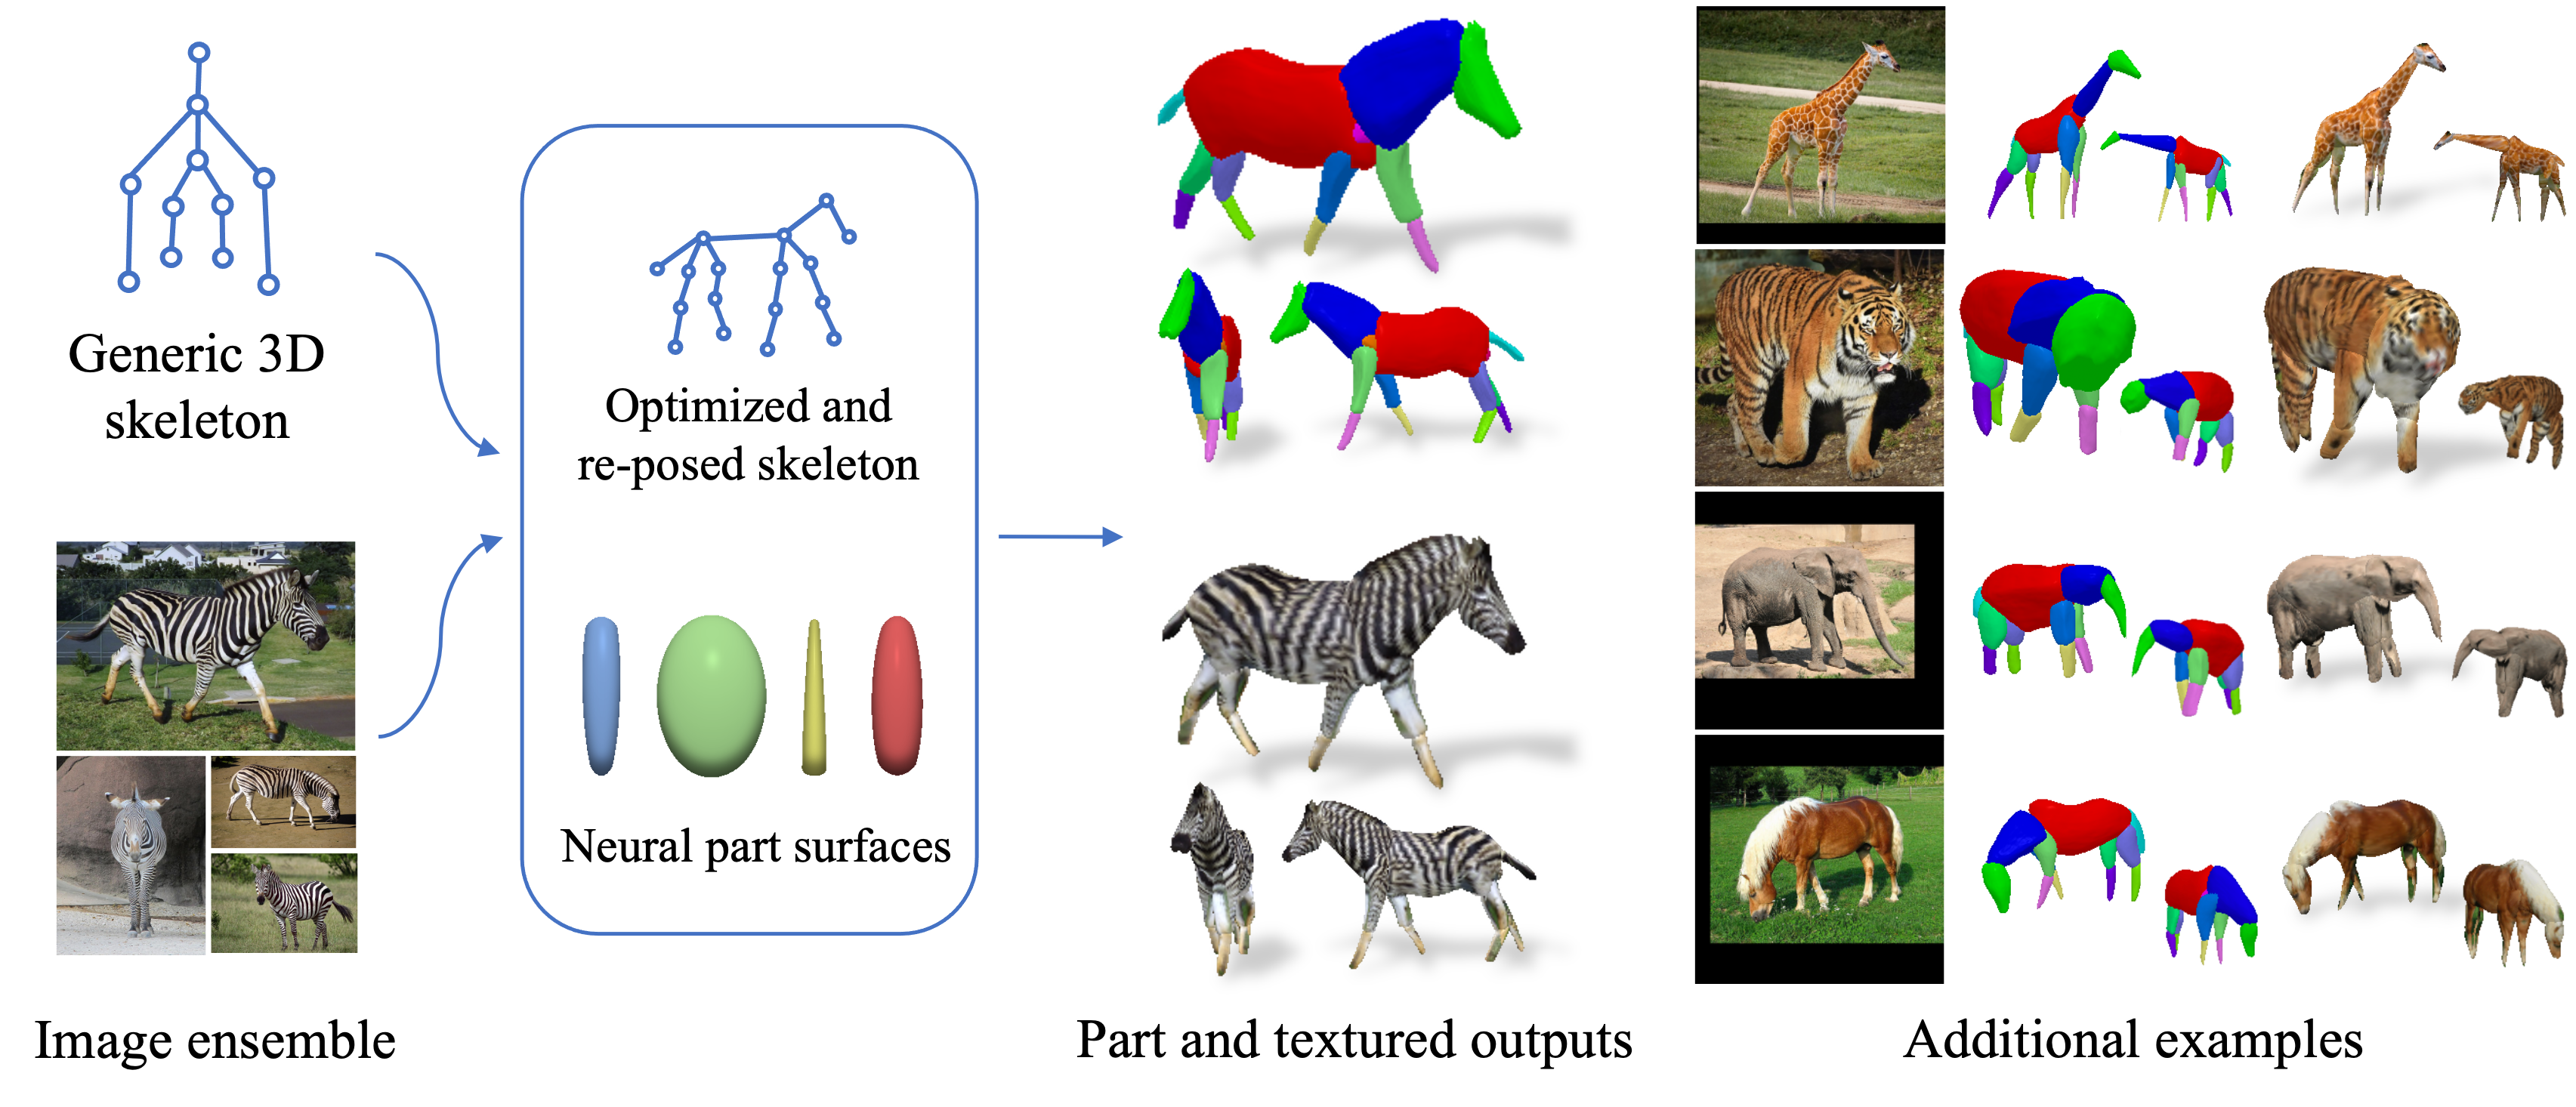 Generic 3D
skeleton
Image ensemble
Optimized and
re-posed skeleton
Neural part surfaces
Part and textured outputs
Additional examples